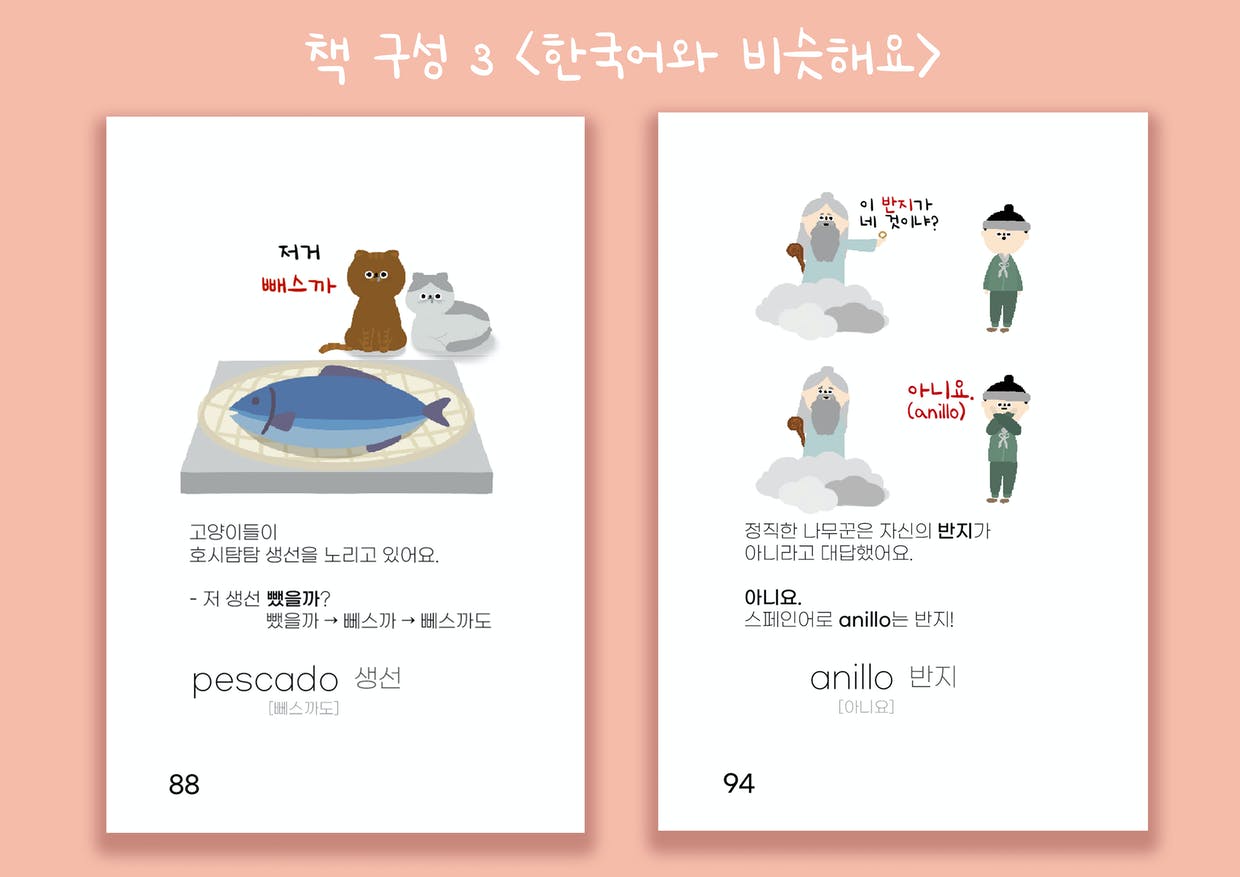 책 구성 3 <한국어와 비슷해요>
저거
빼스까
고양이들이
호시탐탐 생선을 노리고 있어요.
- 저 생선 뺐을까?
뺐을까 → 뻬스까 → 뻬스까도
pescado 생선
[뻬스까도]
88
이 반지가
네 것이냐?
아니요.
(anillo)
정직한 나무꾼은 자신의 반지가
아니라고 대답했어요.
아니요.
스페인어로 anillo는 반지!
anillo 반지
[아니요]
94